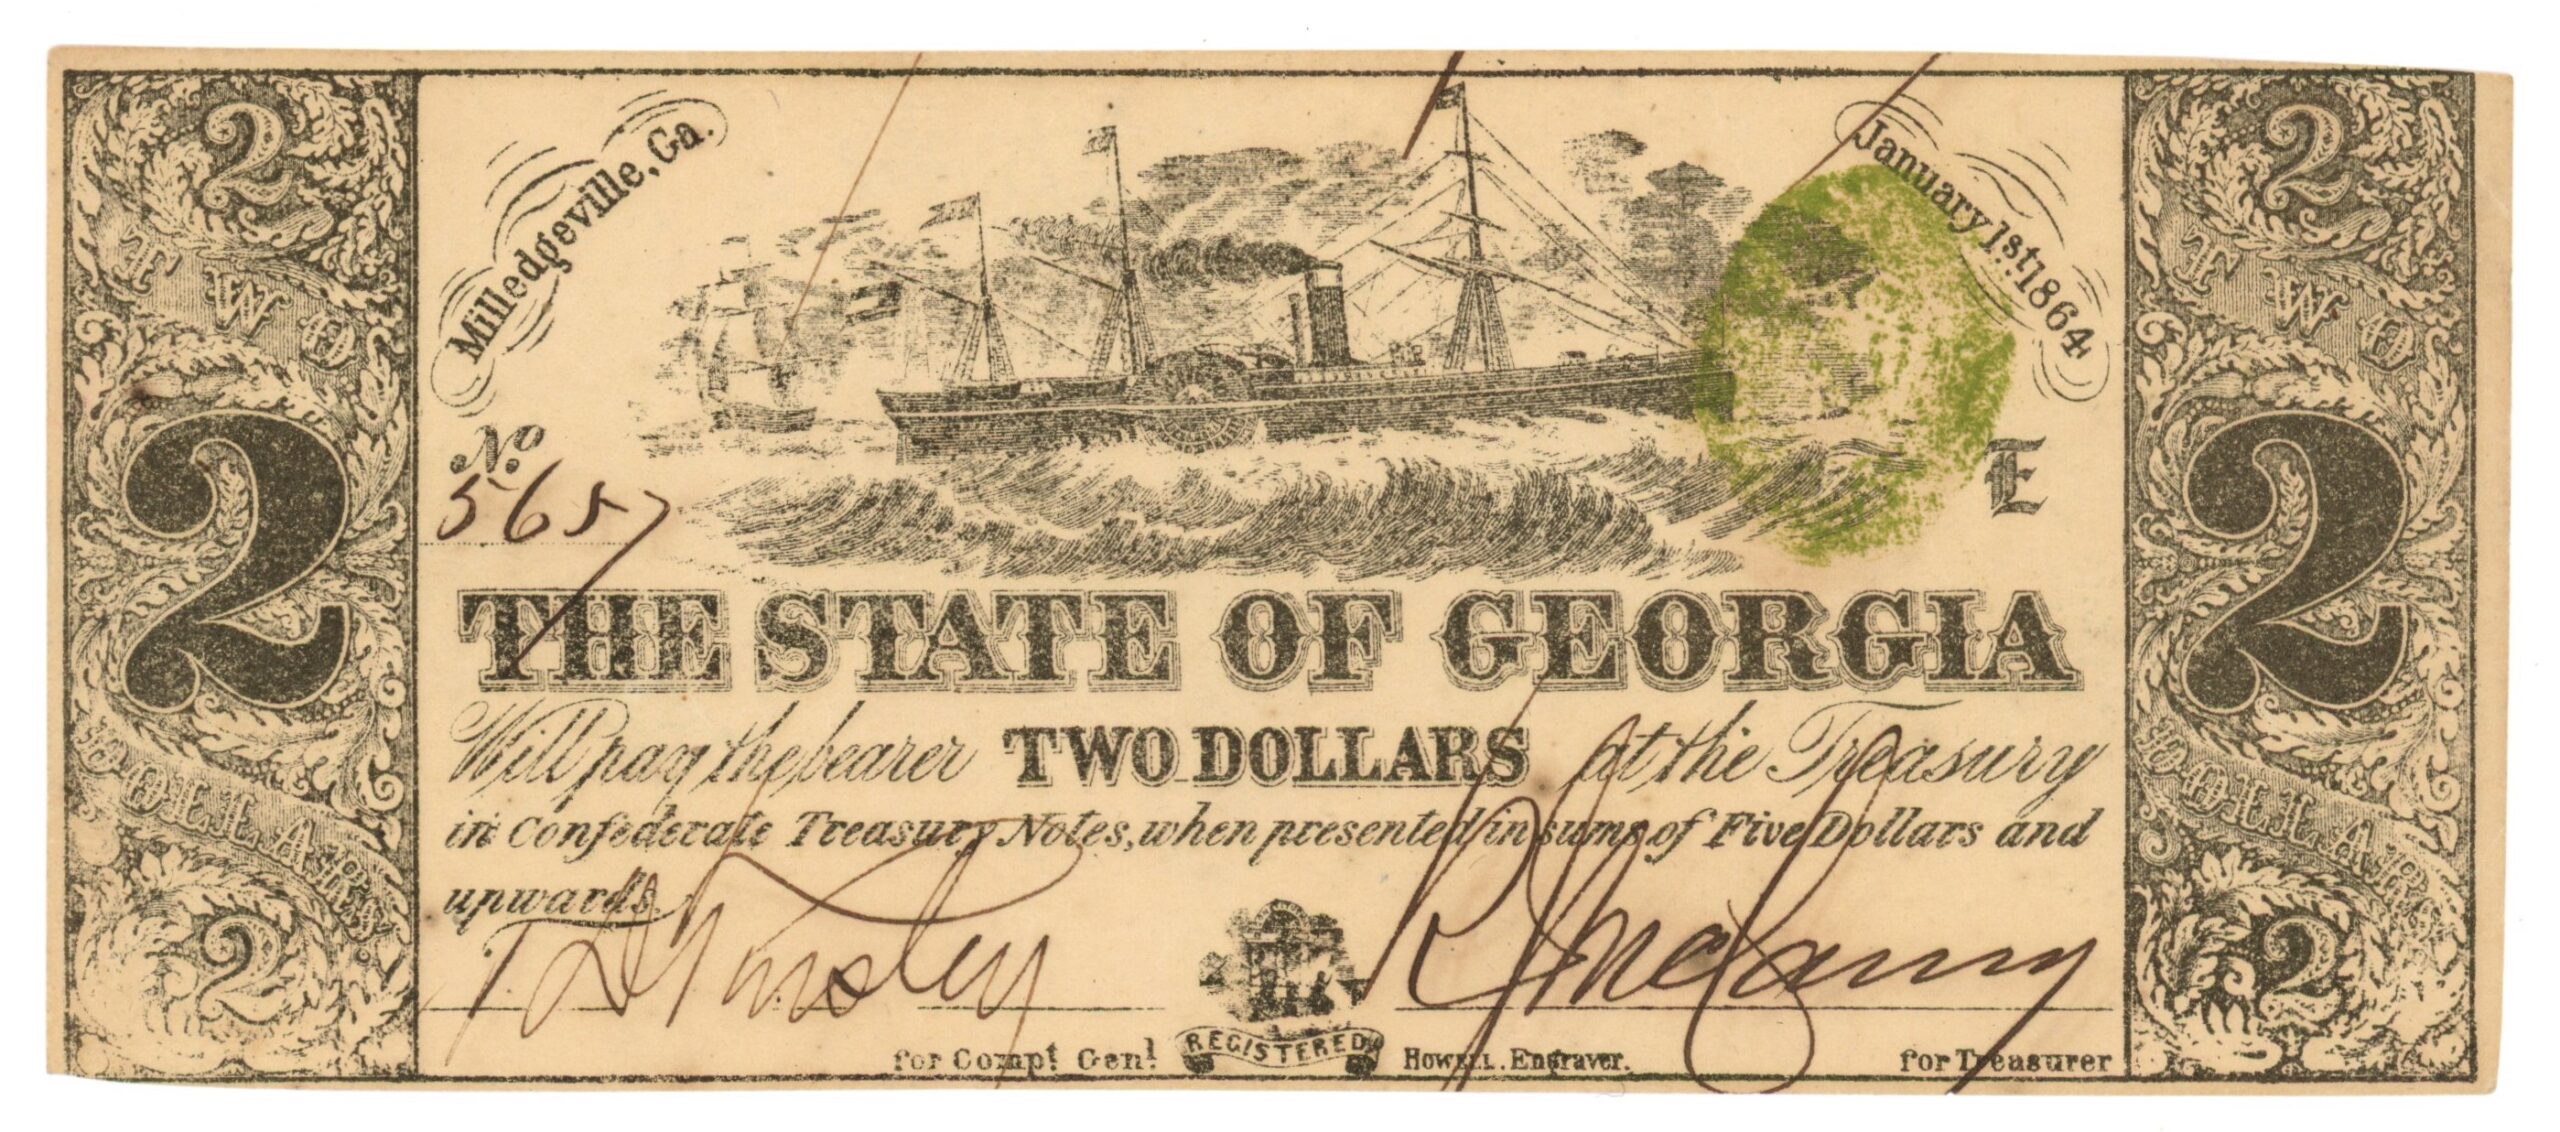 2 2
TWO TWO
Milledgeville, Ga. January 1st 1864
No
5657
E
2 2
THE STATE OF GEORGIA
Will pay the bearer TWO DOLLARS at the Treasury
in Confederate Treasury Notes, when presented in sums of Five Dollars and
upwards.
DOLLARS DOLLARS
2 2
for Compt Genl REGISTERED Howell. Engraver. for Treasurer